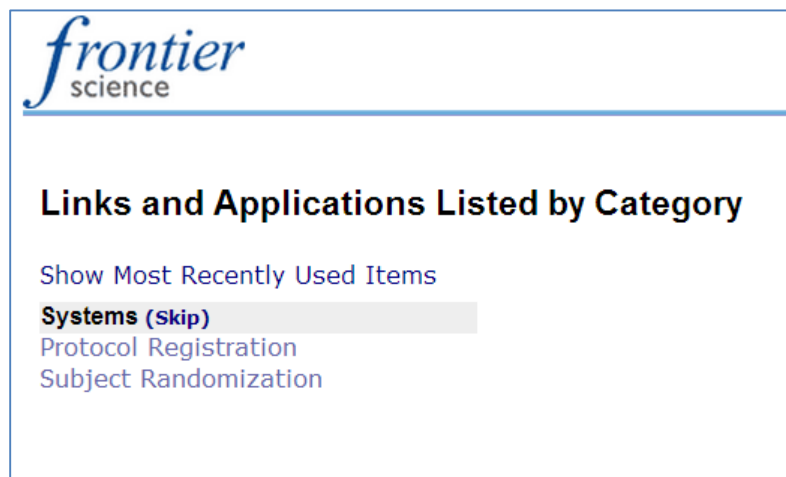 frontier
science
Links and Applications Listed by Category
Show Most Recently Used Items
Systems (Skip)
Protocol Registration
Subject Randomization